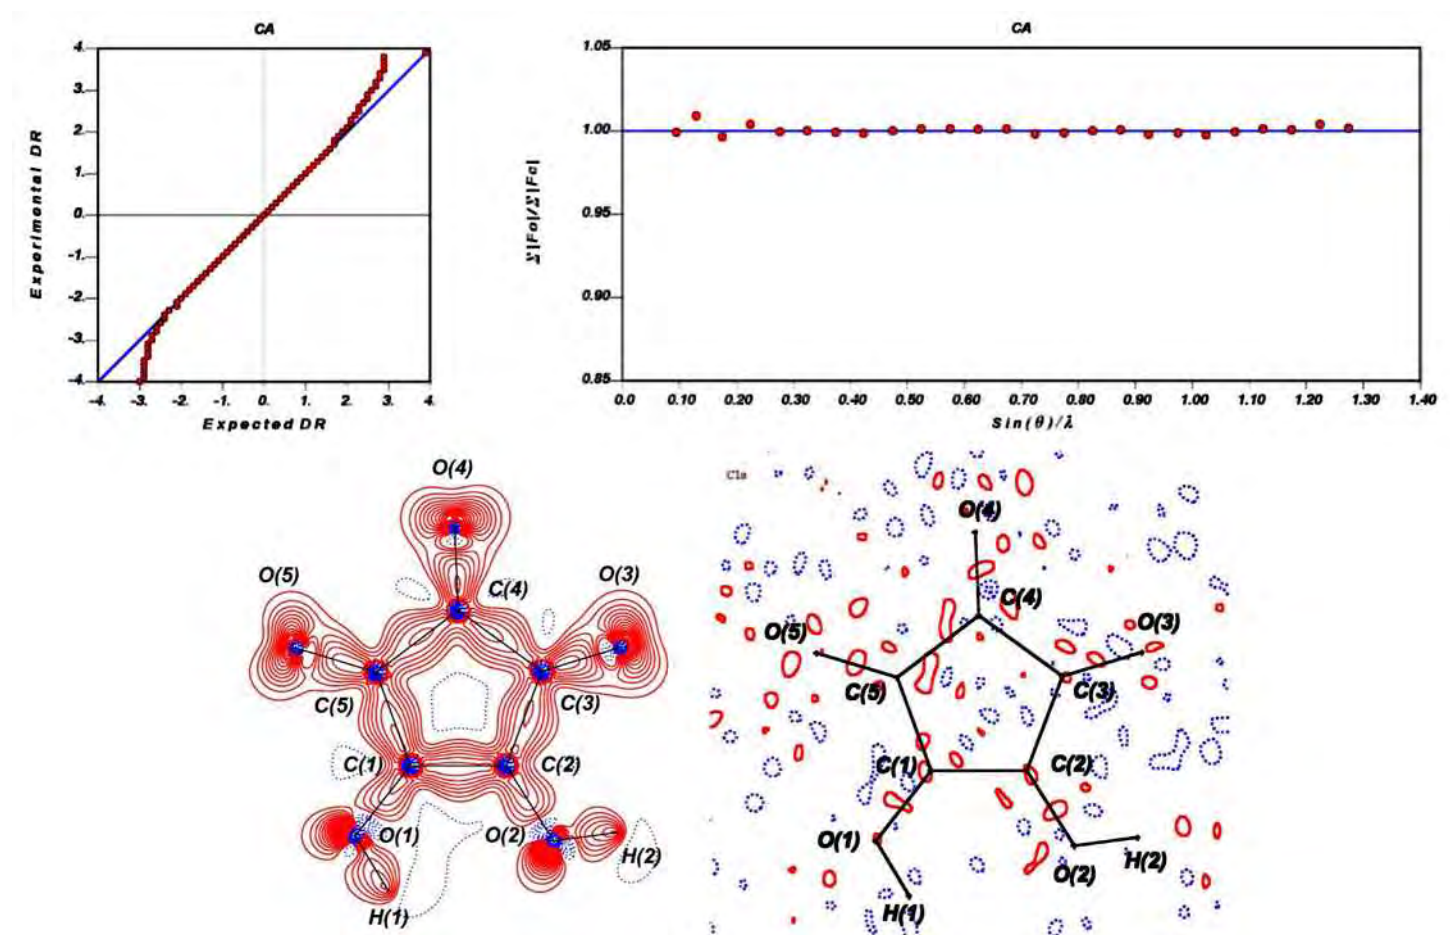 CA
4.
3.
2.
1.
0.
-1.
-2.
-3.
-4.
Experimental DR
-4. -3. -2. -1. 0. 1. 2. 3. 4.
Expected DR
CA
1.05
1.00
0.95
0.90
0.85
Σ|Fo|/Σ|Fc|
0.0 0.10 0.20 0.30 0.40 0.50 0.60 0.70 0.80 0.90 1.00 1.10 1.20 1.30 1.40
Sin(θ)/λ
O(4)
O(5)
O(3)
C(4)
C(5)
C(3)
C(1)
C(2)
O(1)
O(2)
H(2)
H(1)
O(4)
C(4)
O(5)
O(3)
C(5)
C(3)
C(1)
C(2)
O(1)
O(2)
H(2)
H(1)